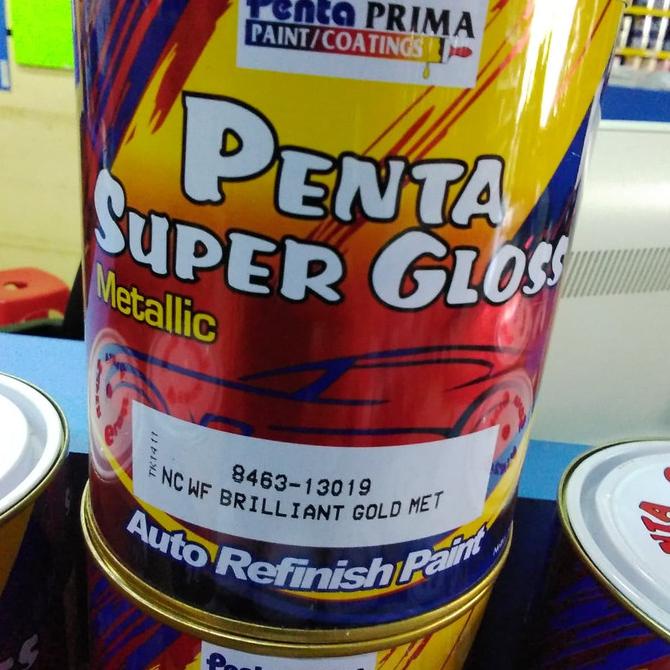 Penta PRIMA
PAINT/COATINGS
PENTA
SUPER GLOSS
Metallic
TK1411
8463-13019
NC WF BRILLIANT GOLD MET
Auto Refinish Paint